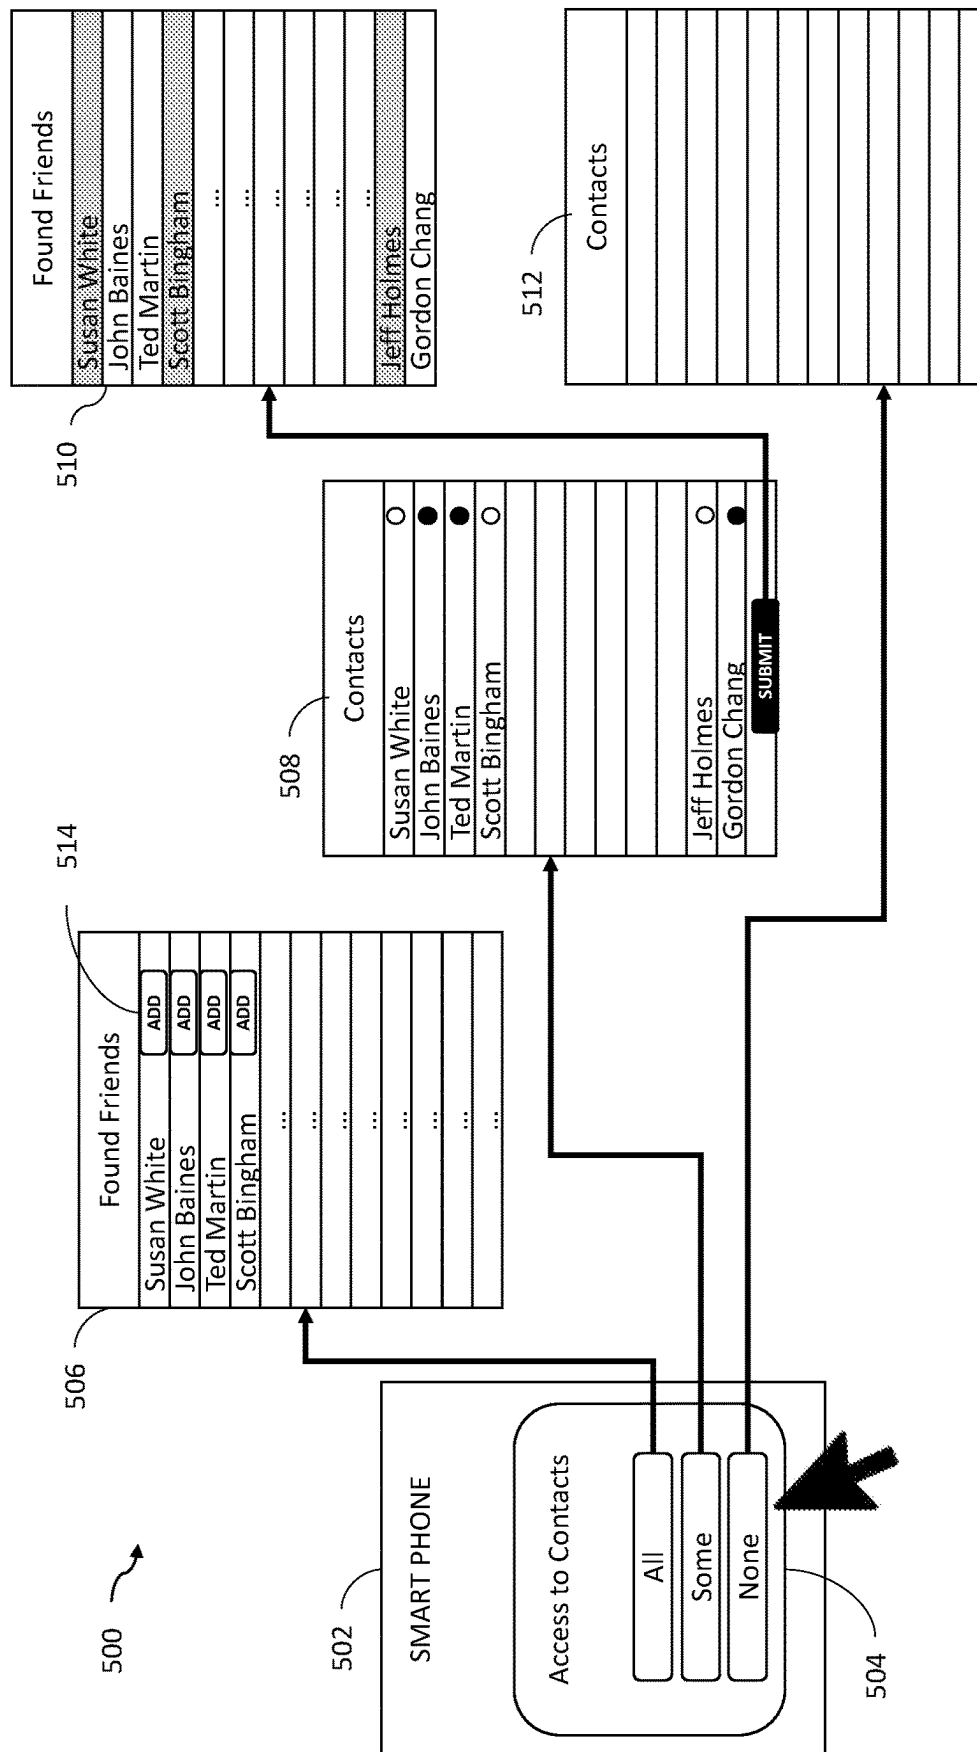 500
502
SMART PHONE
Access to Contacts
All
Some
None
504
506
Found Friends
Susan White
ADD
John Baines
ADD
Ted Martin
ADD
Scott Bingham
ADD
...
...
...
...
...
...
...
...
514
508
Contacts
Susan White
John Baines
Ted Martin
Scott Bingham
Jeff Holmes
Gordon Chang
SUBMIT
510
Found Friends
Susan White
John Baines
Ted Martin
Scott Bingham
...
...
...
...
...
...
Jeff Holmes
Gordon Chang
512
Contacts